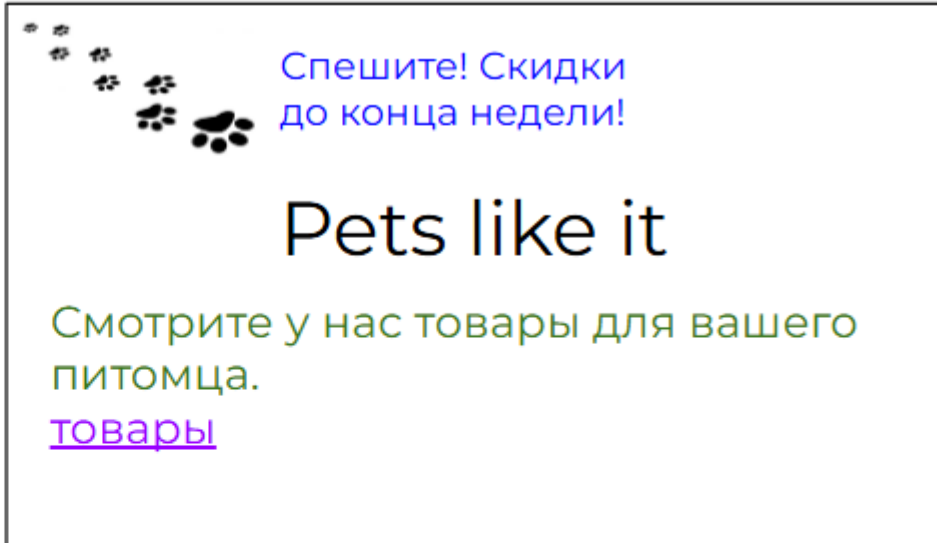 Спешите! Скидки
до конца недели!
Pets like it
Смотрите у нас товары для вашего
питомца.
товары